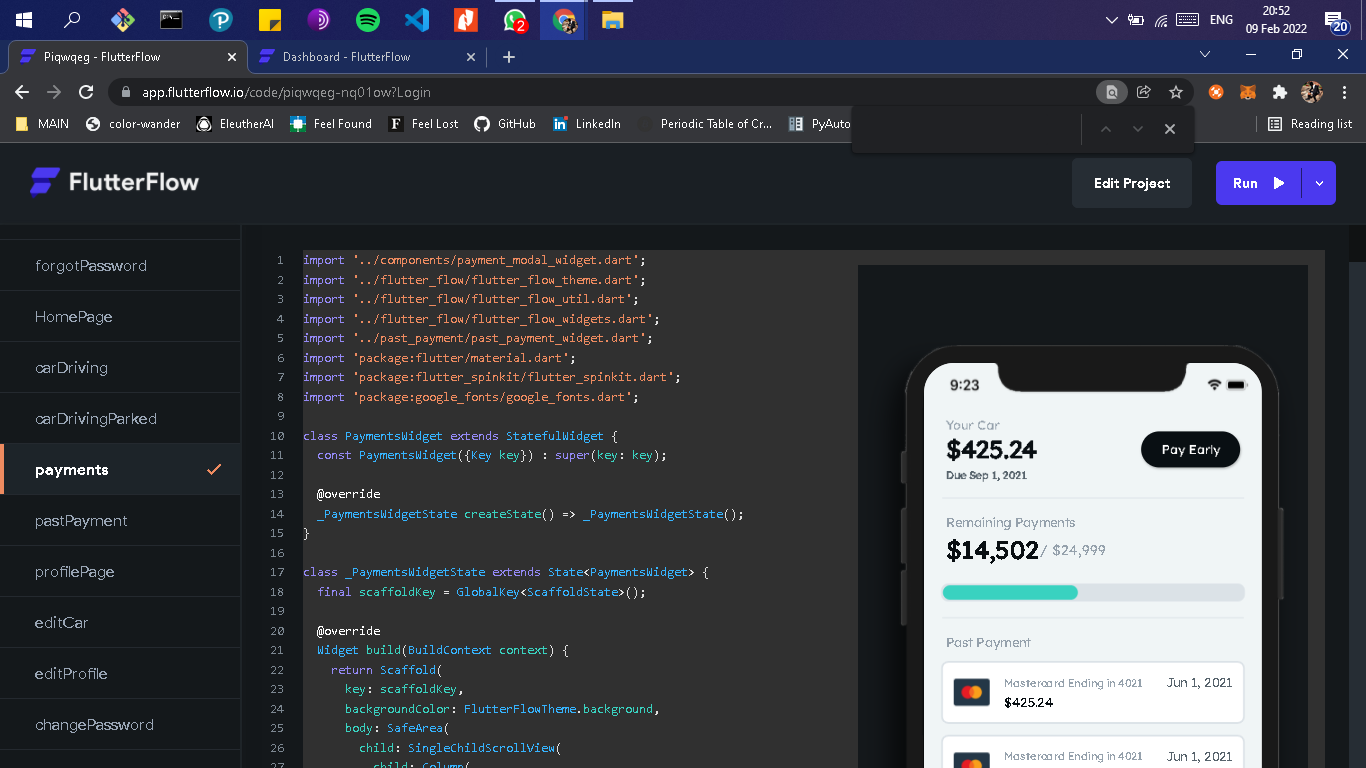 2
ENG
20:52
09 Feb 2022
20
Piqwqeg - FlutterFlow
Dashboard - FlutterFlow
app.flutterflow.io/code/piqwqeg-nq01ow?Login
MAIN
color-wander
EleutherAI
Feel Found
F
Feel Lost
GitHub
in
LinkedIn
Periodic Table of Cr...
PyAuto
Reading list
FlutterFlow
Edit Project
Run
forgotPassword
HomePage
carDriving
carDrivingParked
payments
pastPayment
profilePage
editCar
editProfile
changePassword
1 import '../components/payment_modal_widget.dart';
2 import '../flutter_flow/flutter_flow_theme.dart';
3 import '../flutter_flow/flutter_flow_util.dart';
4 import '../flutter_flow/flutter_flow_widgets.dart';
5 import '../past_payment/past_payment_widget.dart';
6 import 'package:flutter/material.dart';
7 import 'package:flutter_spinkit/flutter_spinkit.dart';
8 import 'package:google_fonts/google_fonts.dart';
9
10 class PaymentsWidget extends StatefulWidget {
11 const PaymentsWidget({Key key}) : super(key: key);
12
13 @override
14 _PaymentsWidgetState createState() => _PaymentsWidgetState();
15 }
16
17 class _PaymentsWidgetState extends State<PaymentsWidget> {
18 final scaffoldKey = GlobalKey<ScaffoldState>();
19
20 @override
21 Widget build(BuildContext context) {
22 return Scaffold(
23 key: scaffoldKey,
24 backgroundColor: FlutterFlowTheme.background,
25 body: SafeArea(
26 child: SingleChildScrollView(
27 child: Column(
9:23
Your Car
$425.24
Due Sep 1, 2021
Pay Early
Remaining Payments
$14,502/ $24,999
Past Payment
Mastercard Ending in 4021
Jun 1, 2021
$425.24
Mastercard Ending in 4021
Jun 1, 2021